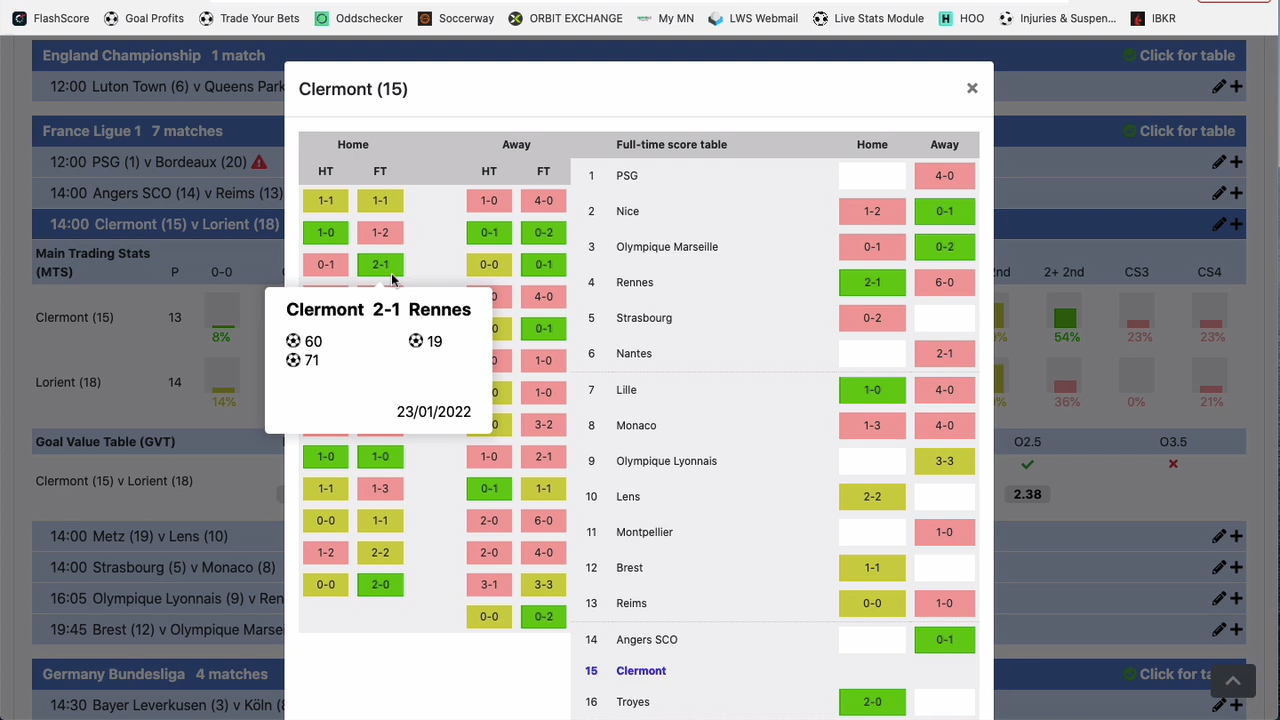 FlashScore Goal Profits Trade Your Bets Oddschecker Soccerway ORBIT EXCHANGE My MN LWS Webmail Live Stats Module HOO Injuries & Suspen... IBKR
England Championship 1 match Click for table
12:00 Luton Town (6) v Queens Park
France Ligue 1 7 matches Click for table
12:00 PSG (1) v Bordeaux (20)
14:00 Angers SCO (14) v Reims (13)
14:00 Clermont (15) v Lorient (18)
Main Trading Stats
(MTS) P 0-0 2nd 2+ 2nd CS3 CS4
Clermont (15) 13
8% 54% 23% 23%
Lorient (18) 14
14% 36% 0% 21%
Goal Value Table (GVT) O2.5 O3.5
Clermont (15) v Lorient (18)
2.38
14:00 Metz (19) v Lens (10)
14:00 Strasbourg (5) v Monaco (8)
16:05 Olympique Lyonnais (9) v Ren
19:45 Brest (12) v Olympique Marse
Germany Bundesliga 4 matches Click for ta
14:30 Bayer Leverkusen (3) v Köln (
Clermont (15) ×
Home Away
HT FT HT FT
1-1 1-1 1-0 4-0
1-0 1-2 0-1 0-2
0-1 2-1 0-0 0-1
4-0
0-1
1-0
1-0
3-2
1-0 1-0 1-0 2-1
1-1 1-3 0-1 1-1
0-0 1-1 2-0 6-0
1-2 2-2 2-0 4-0
0-0 2-0 3-1 3-3
0-0 0-2
Clermont 2-1 Rennes
60 19
71
23/01/2022
Full-time score table Home Away
1 PSG 4-0
2 Nice 1-2 0-1
3 Olympique Marseille 0-1 0-2
4 Rennes 2-1 6-0
5 Strasbourg 0-2
6 Nantes 2-1
7 Lille 1-0 4-0
8 Monaco 1-3 4-0
9 Olympique Lyonnais 3-3
10 Lens 2-2
11 Montpellier 1-0
12 Brest 1-1
13 Reims 0-0 1-0
14 Angers SCO 0-1
15 Clermont
16 Troyes 2-0